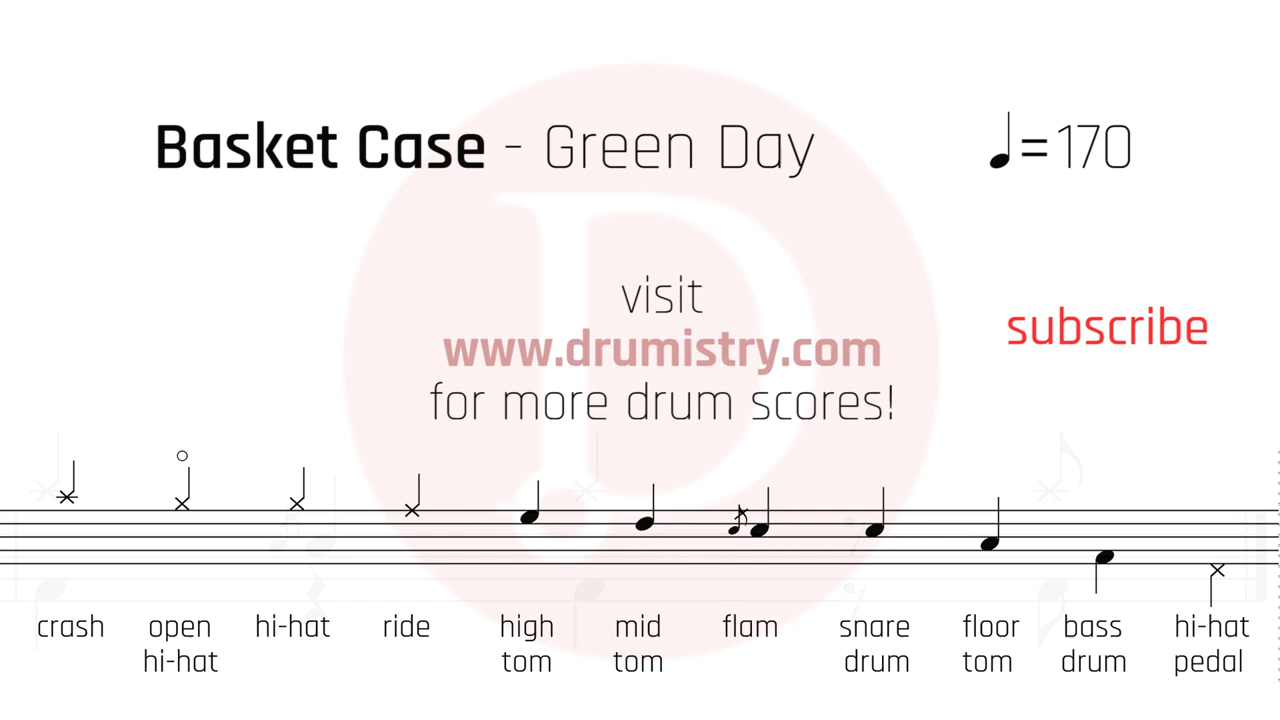 Basket Case - Green Day
♩=170
visit
www.drumistry.com
for more drum scores!
subscribe
crash open hi-hat ride high mid flam snare floor bass hi-hat
hi-hat tom tom drum tom drum pedal